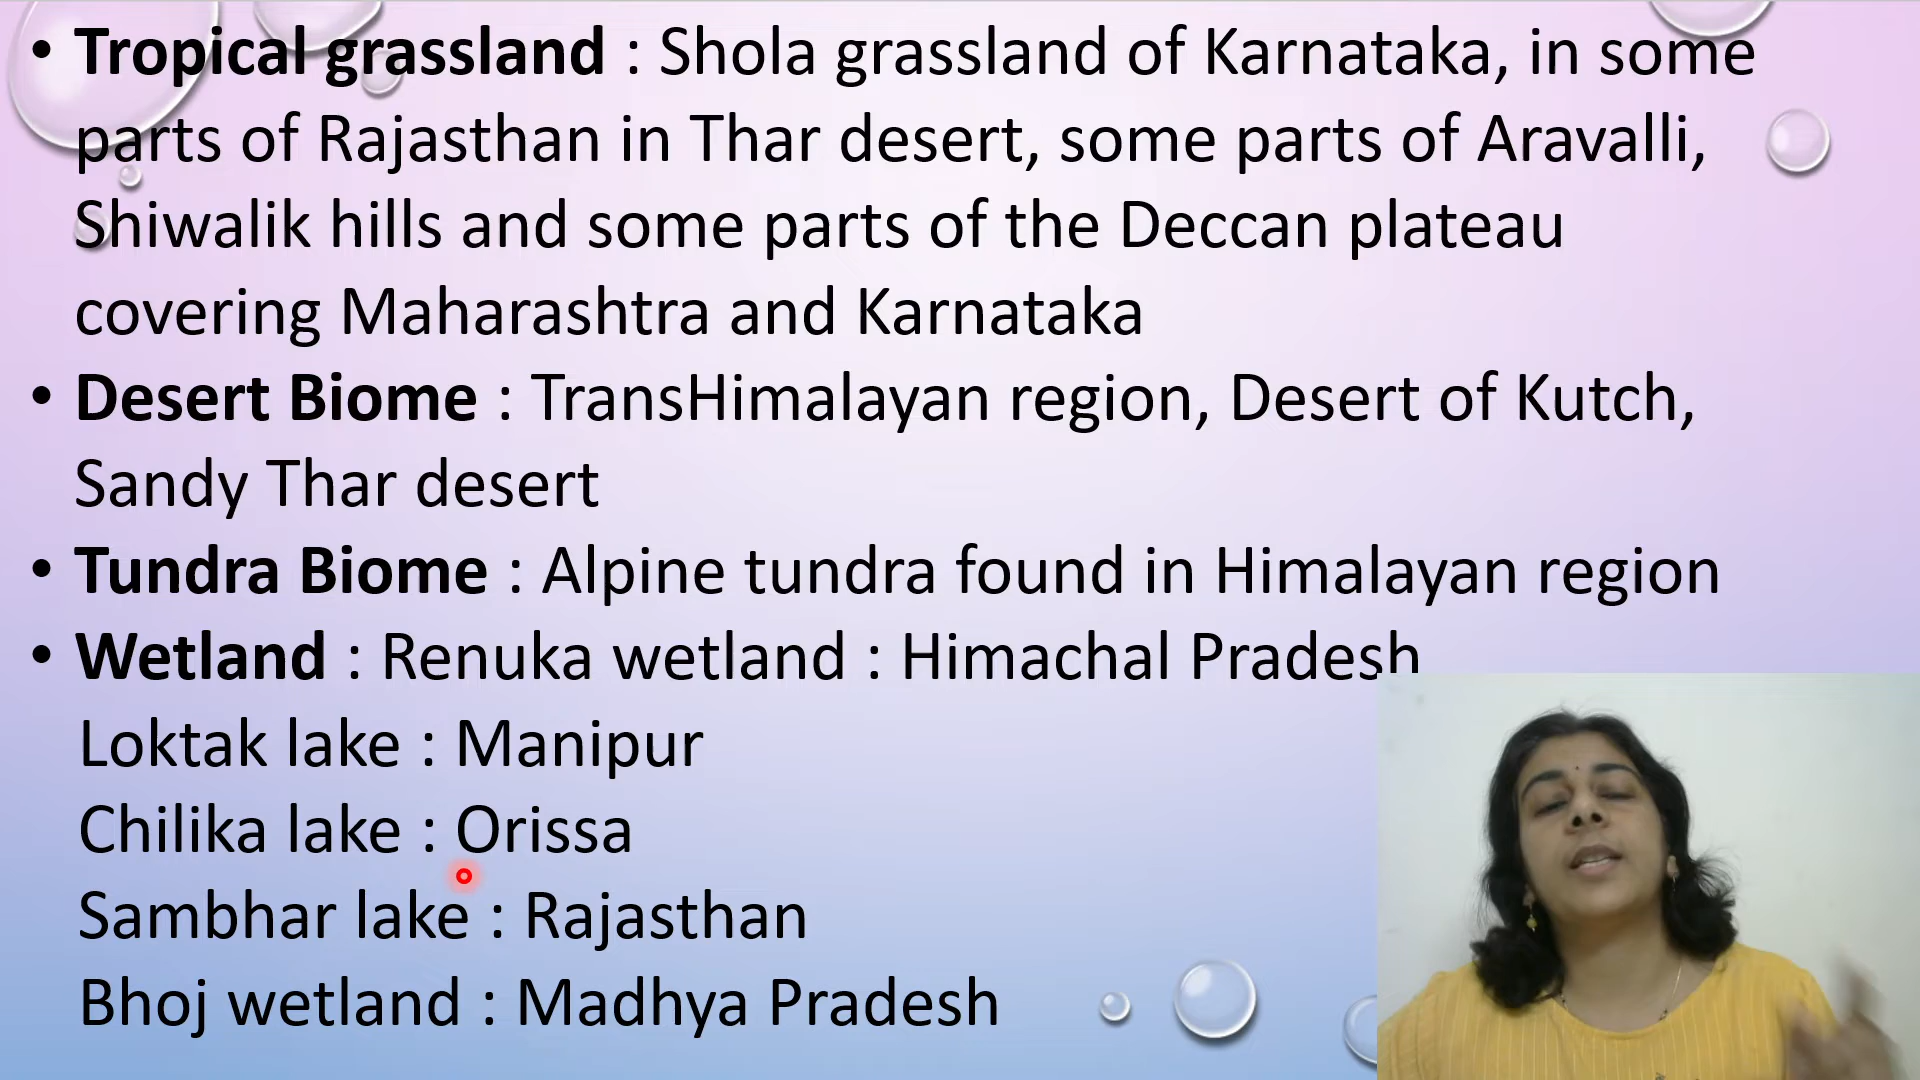 • Tropical grassland : Shola grassland of Karnataka, in some
parts of Rajasthan in Thar desert, some parts of Aravalli,
Shiwalik hills and some parts of the Deccan plateau
covering Maharashtra and Karnataka
• Desert Biome : TransHimalayan region, Desert of Kutch,
Sandy Thar desert
• Tundra Biome : Alpine tundra found in Himalayan region
• Wetland : Renuka wetland : Himachal Pradesh
Loktak lake : Manipur
Chilika lake : Orissa
Sambhar lake : Rajasthan
Bhoj wetland : Madhya Pradesh